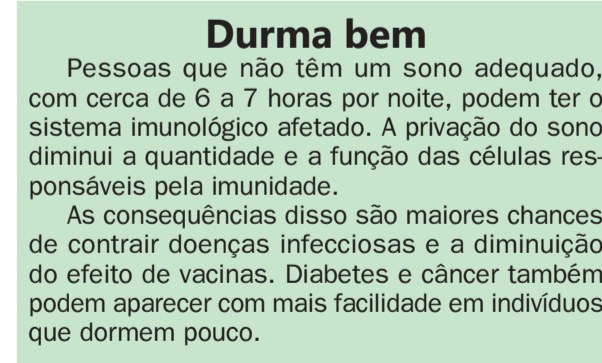 Durma bem
Pessoas que não têm um sono adequado,
com cerca de 6 a 7 horas por noite, podem ter o
sistema imunológico afetado. A privação do sono
diminui a quantidade e a função das células res-
ponsáveis pela imunidade.
As consequências disso são maiores chances
de contrair doenças infecciosas e a diminuição
do efeito de vacinas. Diabetes e câncer também
podem aparecer com mais facilidade em indivíduos
que dormem pouco.